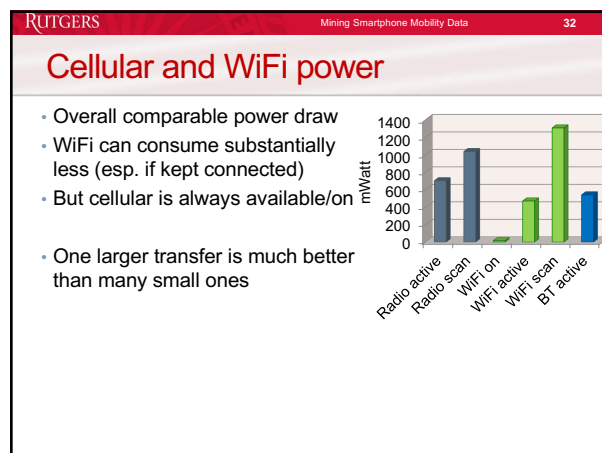 RUTGERS Mining Smartphone Mobility Data 32
Cellular and WiFi power
• Overall comparable power draw
• WiFi can consume substantially
less (esp. if kept connected)
• But cellular is always available/on
• One larger transfer is much better
than many small ones
mWatt
1400
1200
1000
800
600
400
200
0
Radio active
Radio scan
WiFi on
WiFi active
WiFi scan
BT active